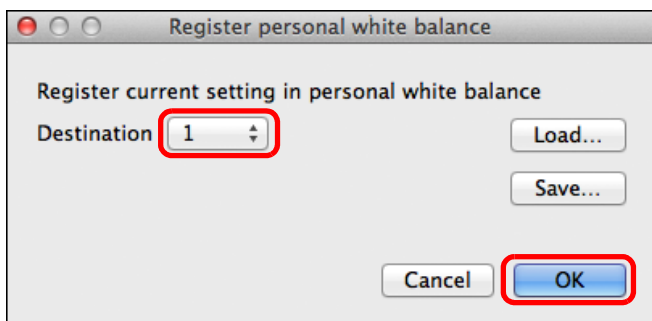 Register personal white balance
Register current setting in personal white balance
Destination 1 Load...
Save...
Cancel OK